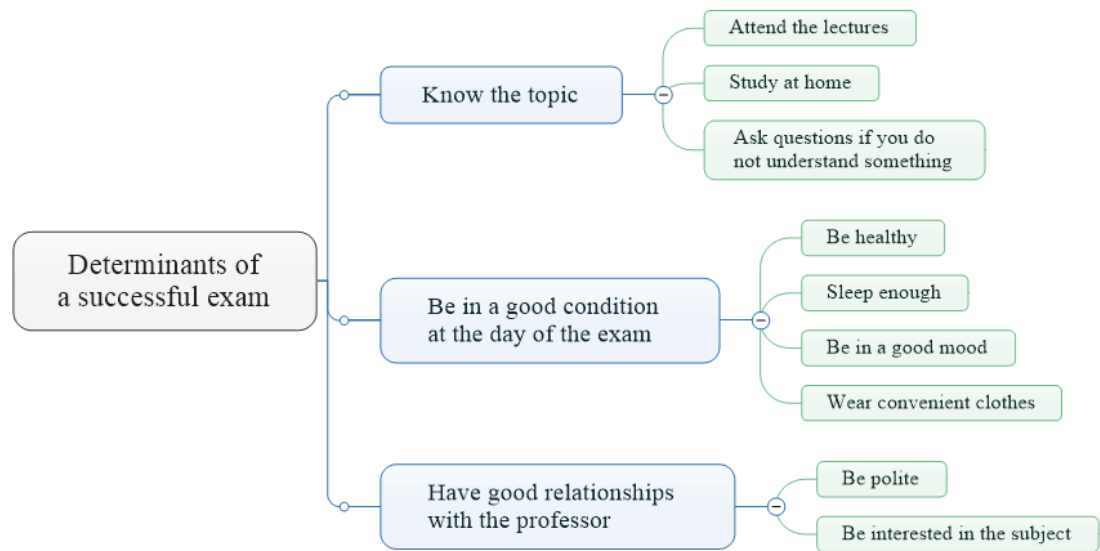 Determinants of
a successful exam
Know the topic
Attend the lectures
Study at home
Ask questions if you do
not understand something
Be in a good condition
at the day of the exam
Be healthy
Sleep enough
Be in a good mood
Wear convenient clothes
Have good relationships
with the professor
Be polite
Be interested in the subject